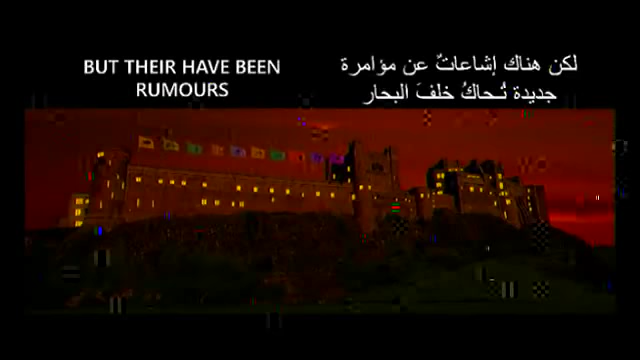 BUT THEIR HAVE BEEN
RUMOURS
لكن هناك إشاعاتٌ عن مؤامرة
جديدة تُحاكُ خلفَ البحار